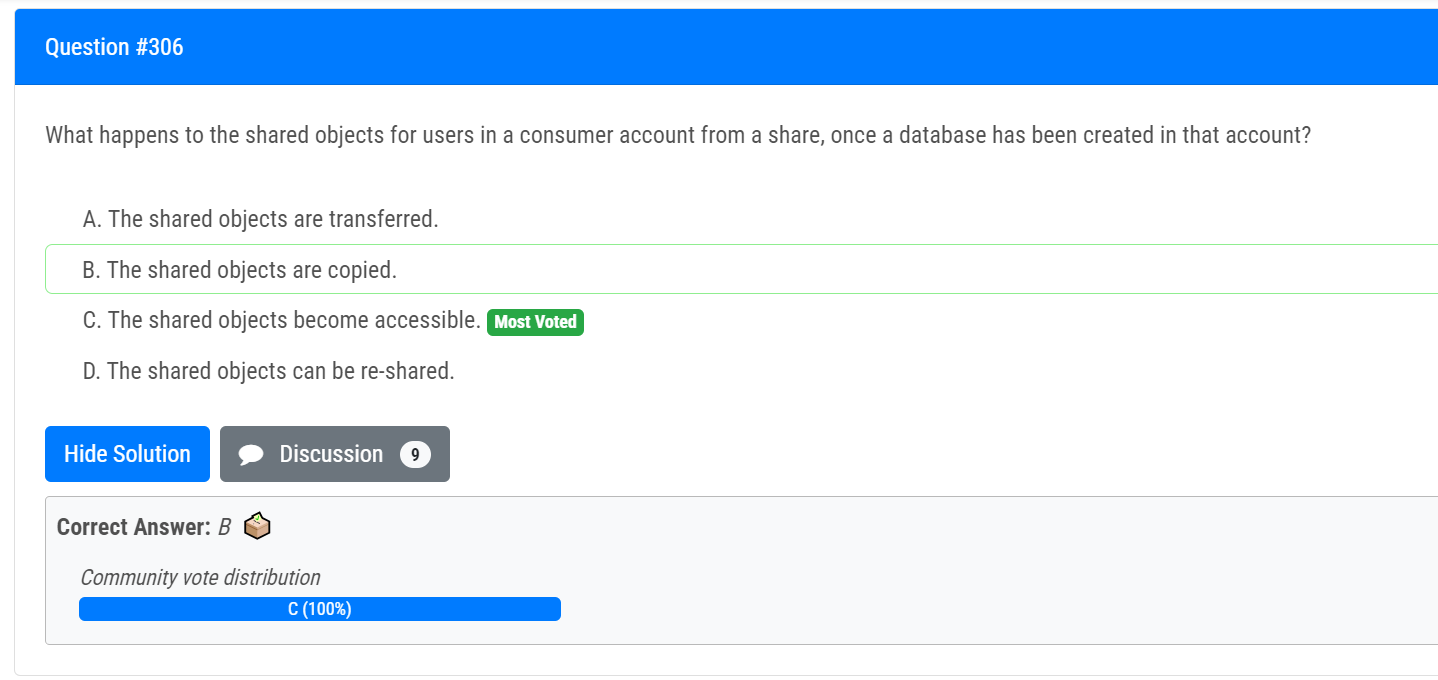 Question #306
What happens to the shared objects for users in a consumer account from a share, once a database has been created in that account?
A. The shared objects are transferred.
B. The shared objects are copied.
C. The shared objects become accessible. Most Voted
D. The shared objects can be re-shared.
Hide Solution Discussion 9
Correct Answer: B
Community vote distribution
C (100%)